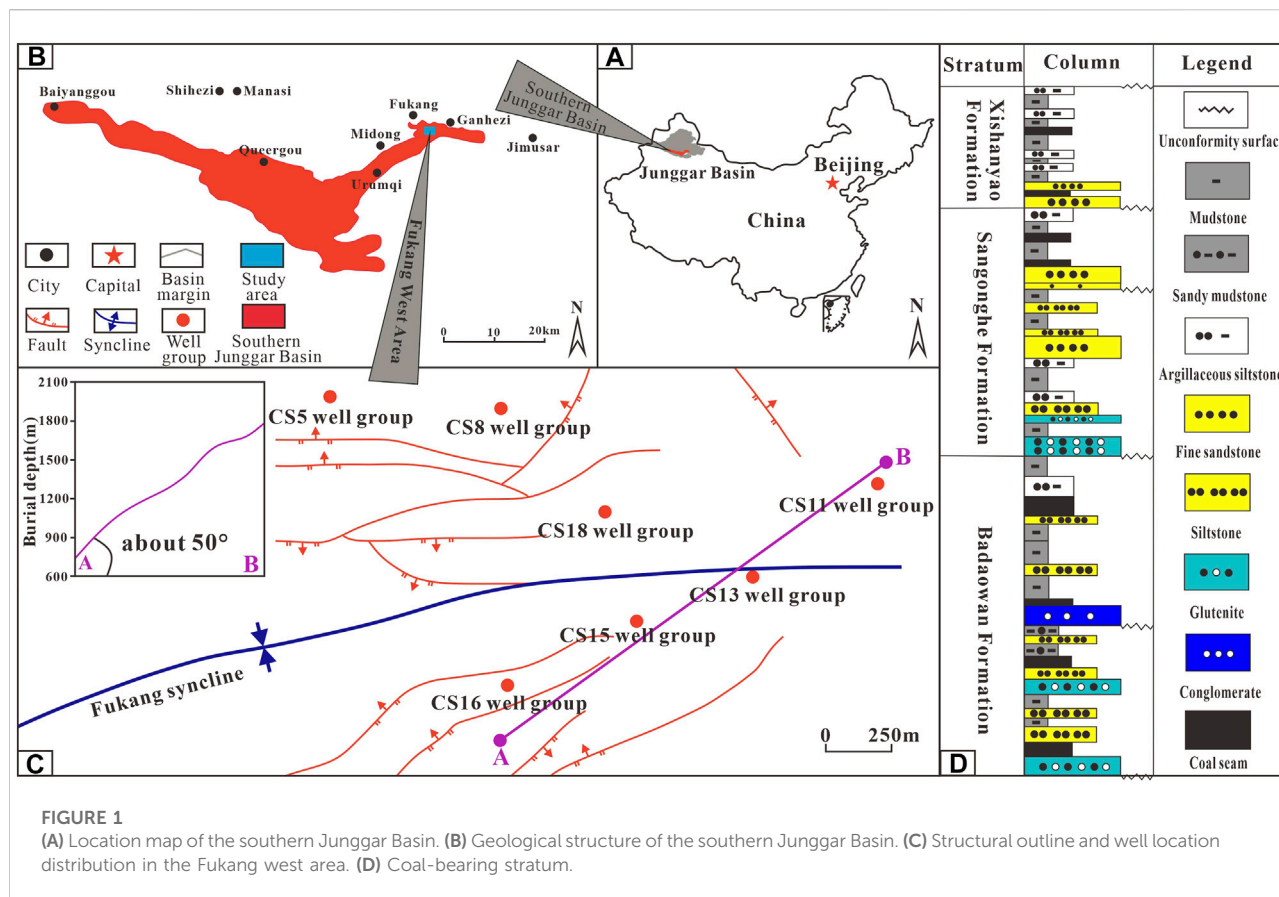 B
Baiyanggou
Shihezi
Manasi
Fukang
Ganhezi
Midong
Jimusar
Queergou
Urumqi
Fukang West Area
City
Capital
Basin
margin
Study
area
Fault
Syncline
Well
group
Southern
Junggar Basin
0 10 20km
N
A
Southern
Junggar Basin
Junggar Basin
Beijing
China
N
C
Burial depth(m)
2100
1800
1500
1200
900
600
A
about 50°
B
CS5 well group
CS8 well group
B
CS11 well group
CS18 well group
CS13 well group
CS15 well group
CS16 well group
Fukang syncline
A
0 250m
D
Stratum Column Legend
Xishanyao
Formation
Sangonghe Formation
Badaowan Formation
Unconformity surface
Mudstone
Sandy mudstone
Argillaceous siltstone
Fine sandstone
Siltstone
Glutenite
Conglomerate
Coal seam
FIGURE 1
(A) Location map of the southern Junggar Basin. (B) Geological structure of the southern Junggar Basin. (C) Structural outline and well location
distribution in the Fukang west area. (D) Coal-bearing stratum.